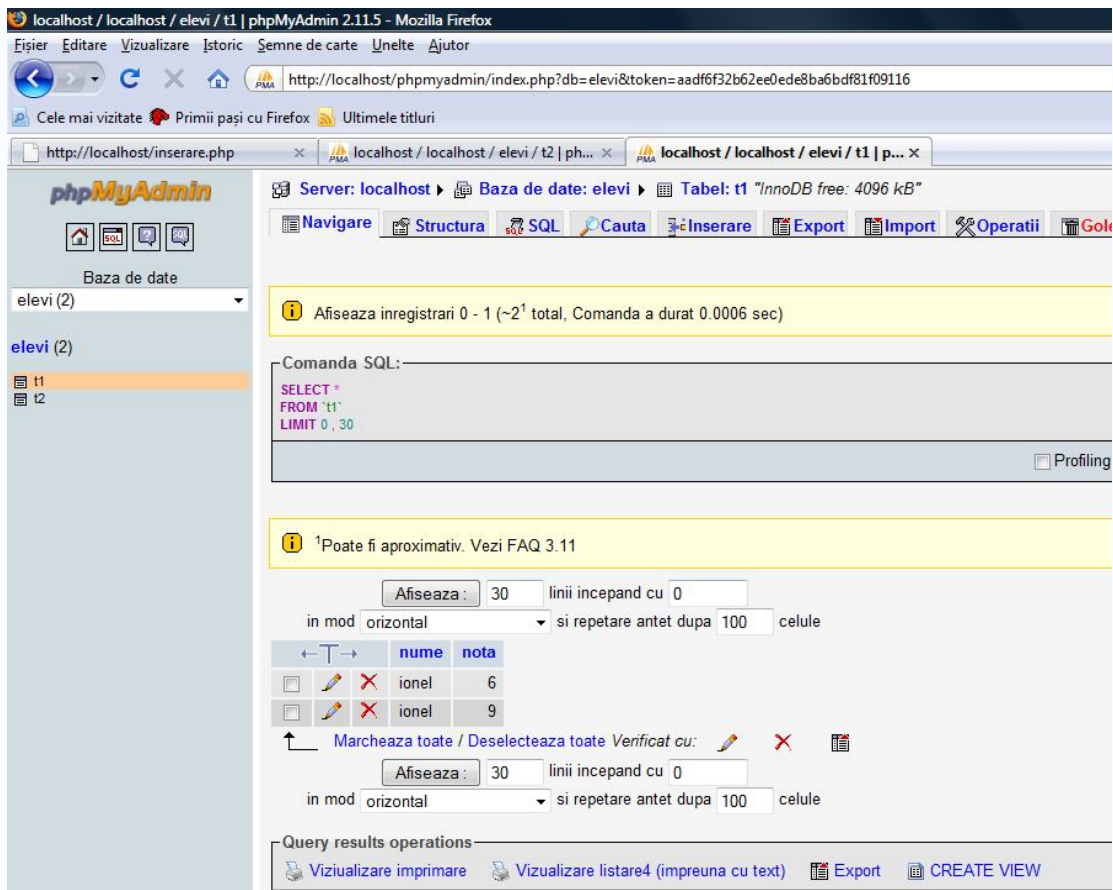 localhost / localhost / elevi / t1 | phpMyAdmin 2.11.5 - Mozilla Firefox
Fișier Editare Vizualizare Istoric Semne de carte Unelte Ajutor
http://localhost/phpmyadmin/index.php?db=elevi&token=aadf6f32b62ee0ede8ba6bdf81f09116
Cele mai vizitate Primii pași cu Firefox Ultimele titluri
http://localhost/inserare.php localhost / localhost / elevi / t2 | ph... localhost / localhost / elevi / t1 | p...
phpMyAdmin
SQL
Baza de date
elevi (2)
elevi (2)
t1
t2
Server: localhost Baza de date: elevi Tabel: t1 "InnoDB free: 4096 kB"
Navigare Structura SQL Cauta Inserare Export Import Operatii Gole
Afiseaza inregistrari 0 - 1 (~2¹ total, Comanda a durat 0.0006 sec)
Comanda SQL:
SELECT *
FROM `t1`
LIMIT 0 , 30
Profiling
¹Poate fi aproximativ. Vezi FAQ 3.11
Afiseaza : 30 linii incepand cu 0
in mod orizontal si repetare antet dupa 100 celule
nume nota
ionel 6
ionel 9
Marcheaza toate / Deselecteaza toate Verificat cu:
Afiseaza : 30 linii incepand cu 0
in mod orizontal si repetare antet dupa 100 celule
Query results operations
Viziualizare imprimare Vizualizare listare4 (impreuna cu text) Export CREATE VIEW